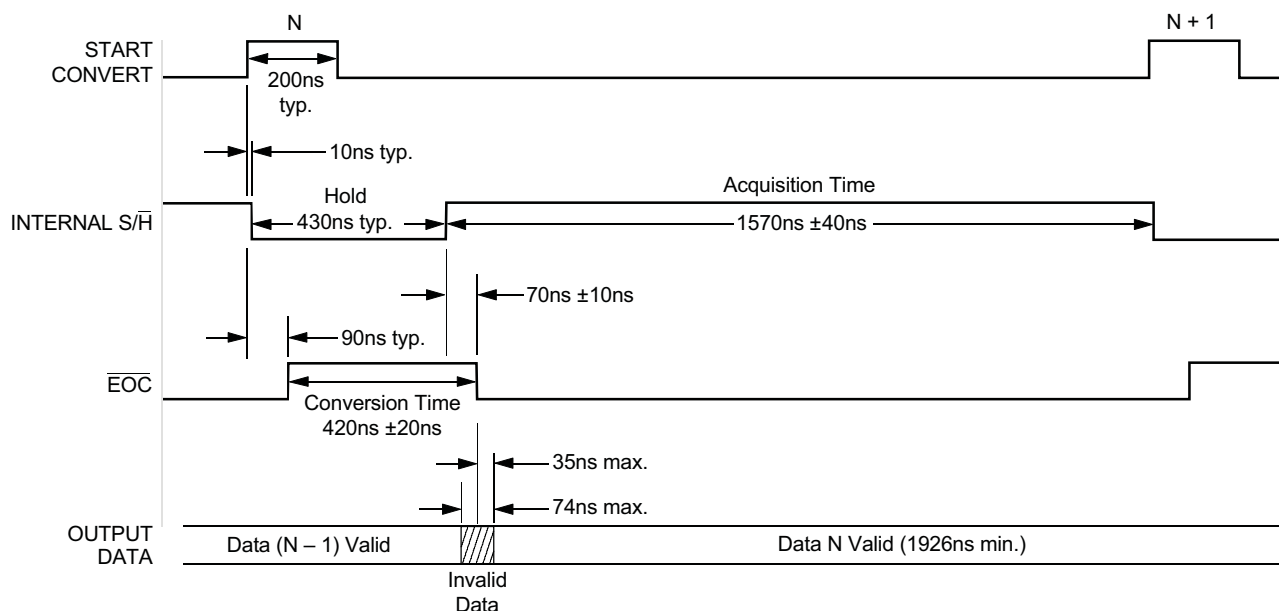 N
N + 1
START
CONVERT
200ns
typ.
10ns typ.
Hold
Acquisition Time
INTERNAL S/H̅
430ns typ.
1570ns ±40ns
70ns ±10ns
90ns typ.
E̅O̅C̅
Conversion Time
420ns ±20ns
35ns max.
74ns max.
OUTPUT
DATA
Data (N – 1) Valid
Data N Valid (1926ns min.)
Invalid
Data